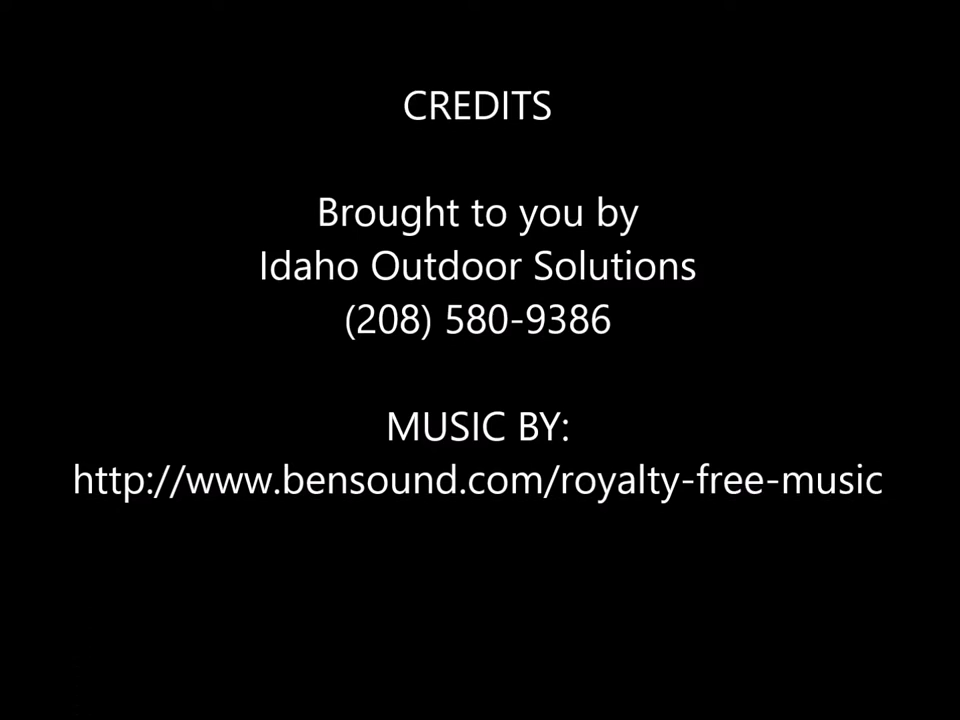 CREDITS
Brought to you by
Idaho Outdoor Solutions
(208) 580-9386
MUSIC BY:
http://www.bensound.com/royalty-free-music